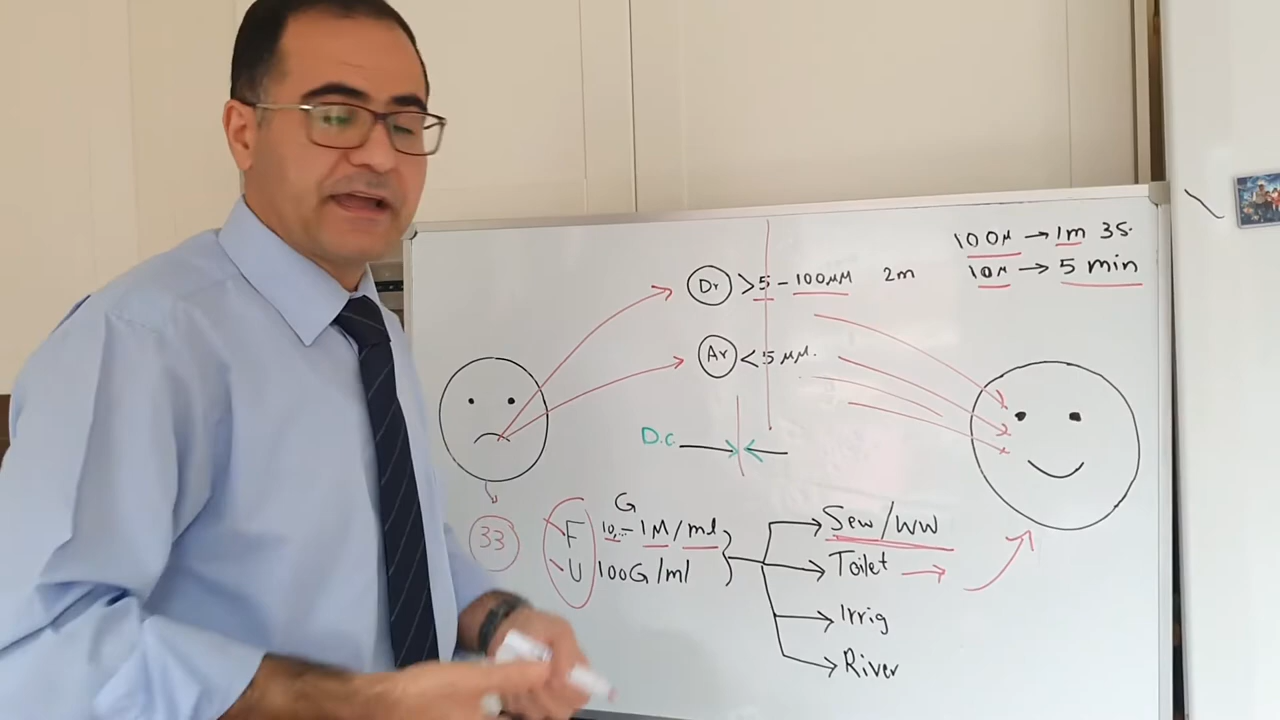 100μ → 1m 3S.
10μ → 5 min
Dr > 5 - 100μM 2m
Ar < 5 μM.
D.C.
G
33
F 10,- 1M/ml
U 100G/ml
Sew/WW
Toilet →
Irrig
River